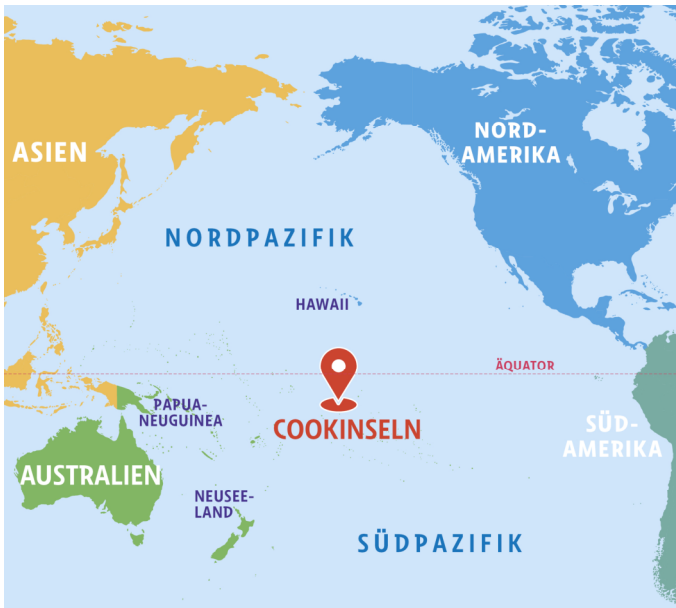 ASIEN
NORD-
AMERIKA
NORDPAZIFIK
HAWAII
ÄQUATOR
PAPUA-
NEUGUINEA
COOKINSELN
SÜD-
AMERIKA
AUSTRALIEN
NEUSEE-
LAND
SÜDPAZIFIK